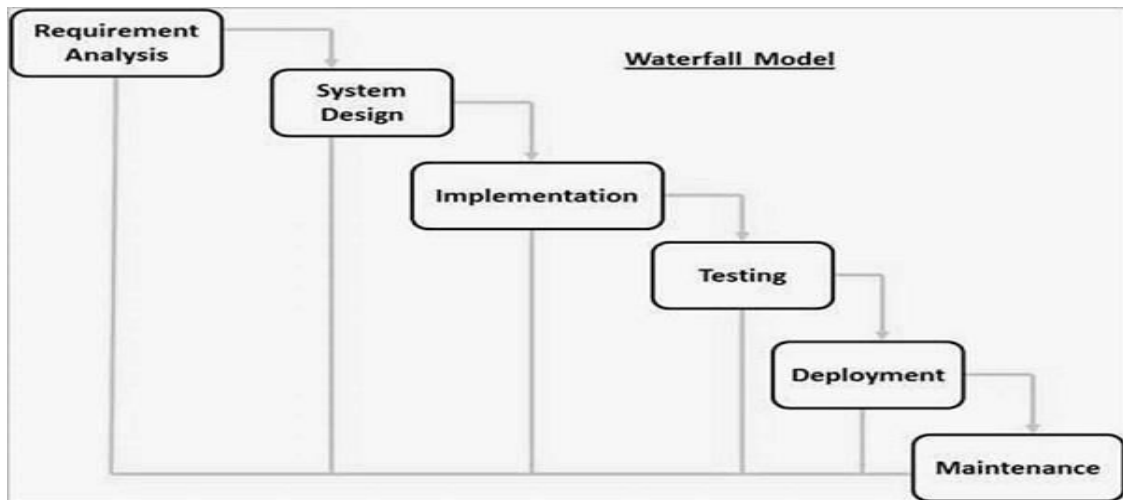 Requirement
Analysis
Waterfall Model
System
Design
Implementation
Testing
Deployment
Maintenance